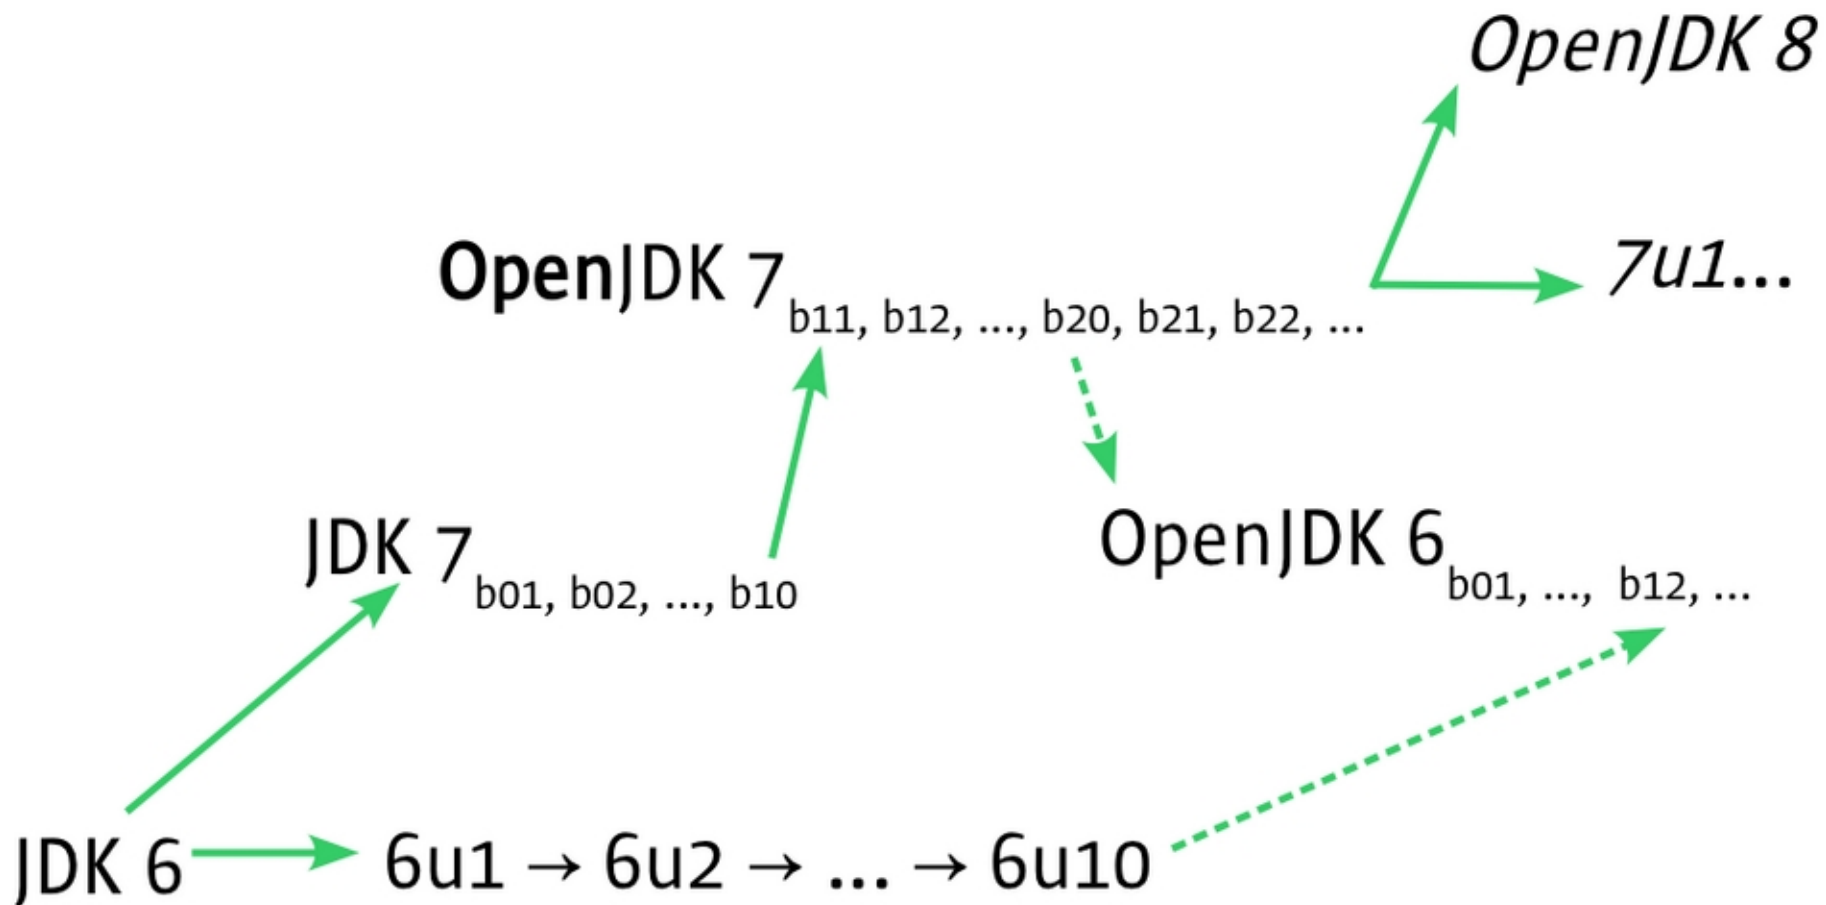 OpenJDK 8
OpenJDK 7 b11, b12, ..., b20, b21, b22, ...
7u1...
JDK 7 b01, b02, ..., b10
OpenJDK 6 b01, ..., b12, ...
JDK 6
6u1 → 6u2 → ... → 6u10